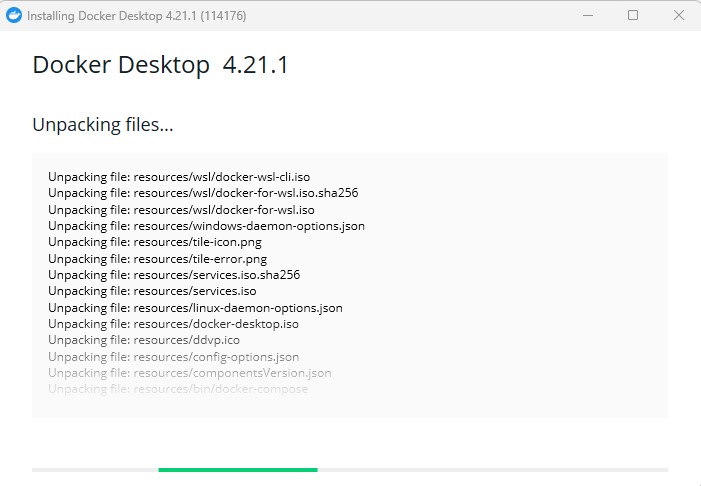 Installing Docker Desktop 4.21.1 (114176)
Docker Desktop 4.21.1
Unpacking files...
Unpacking file: resources/wsl/docker-wsl-cli.iso
Unpacking file: resources/wsl/docker-for-wsl.iso.sha256
Unpacking file: resources/wsl/docker-for-wsl.iso
Unpacking file: resources/windows-daemon-options.json
Unpacking file: resources/tile-icon.png
Unpacking file: resources/tile-error.png
Unpacking file: resources/services.iso.sha256
Unpacking file: resources/services.iso
Unpacking file: resources/linux-daemon-options.json
Unpacking file: resources/docker-desktop.iso
Unpacking file: resources/ddvp.ico
Unpacking file: resources/config-options.json
Unpacking file: resources/componentsVersion.json
Unpacking file: resources/bin/docker-compose